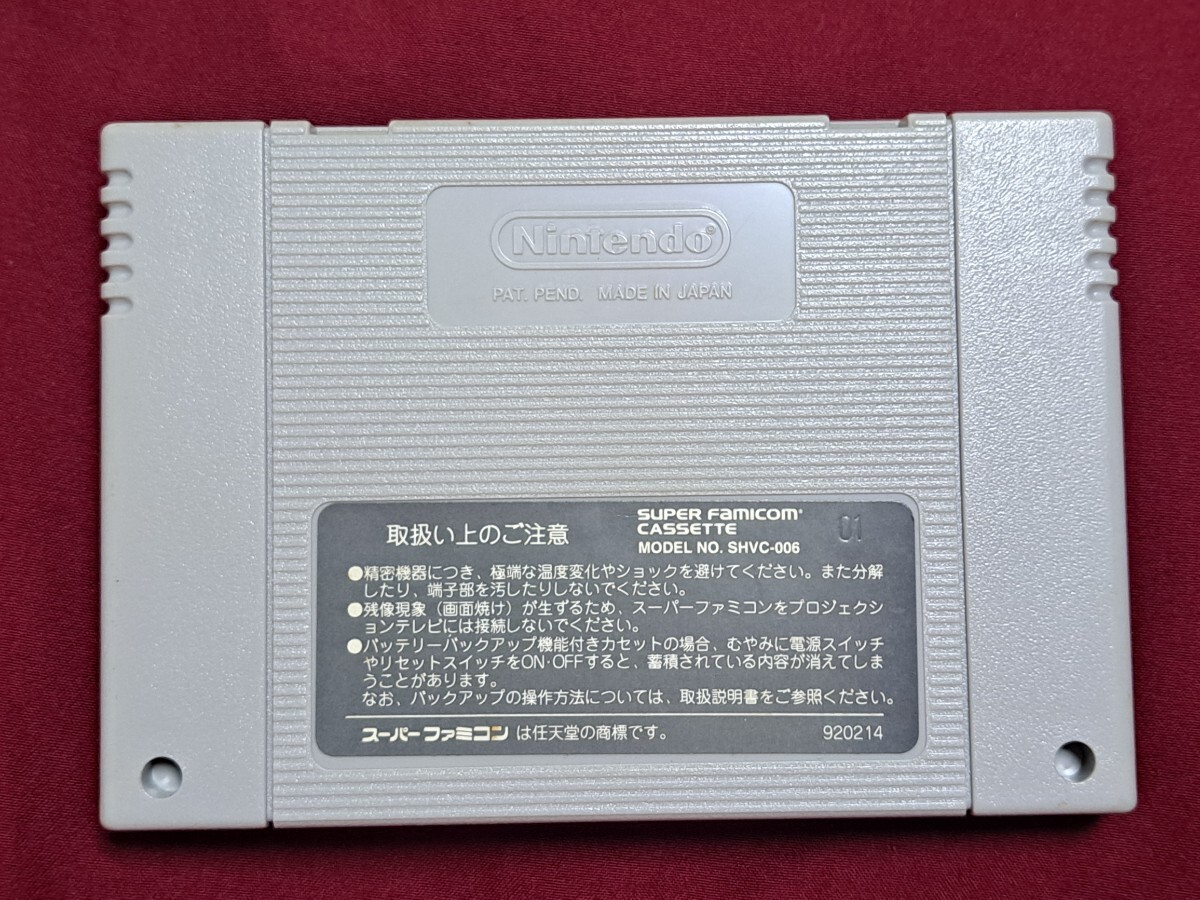 Nintendo®
PAT. PEND. MADE IN JAPAN
取扱い上のご注意
SUPER FAMICOM®
CASSETTE
MODEL NO. SHVC-006
01
●精密機器につき、極端な温度変化やショックを避けてください。また分解
したり、端子部を汚したりしないでください。
●残像現象（画面焼け）が生ずるため、スーパーファミコンをプロジェクシ
ョンテレビには接続しないでください。
●バッテリーバックアップ機能付きカセットの場合、むやみに電源スイッチ
やリセットスイッチをON・OFFすると、蓄積されている内容が消えてしま
うことがあります。
なお、バックアップの操作方法については、取扱説明書をご参照ください。
スーパーファミコン は任天堂の商標です。
920214